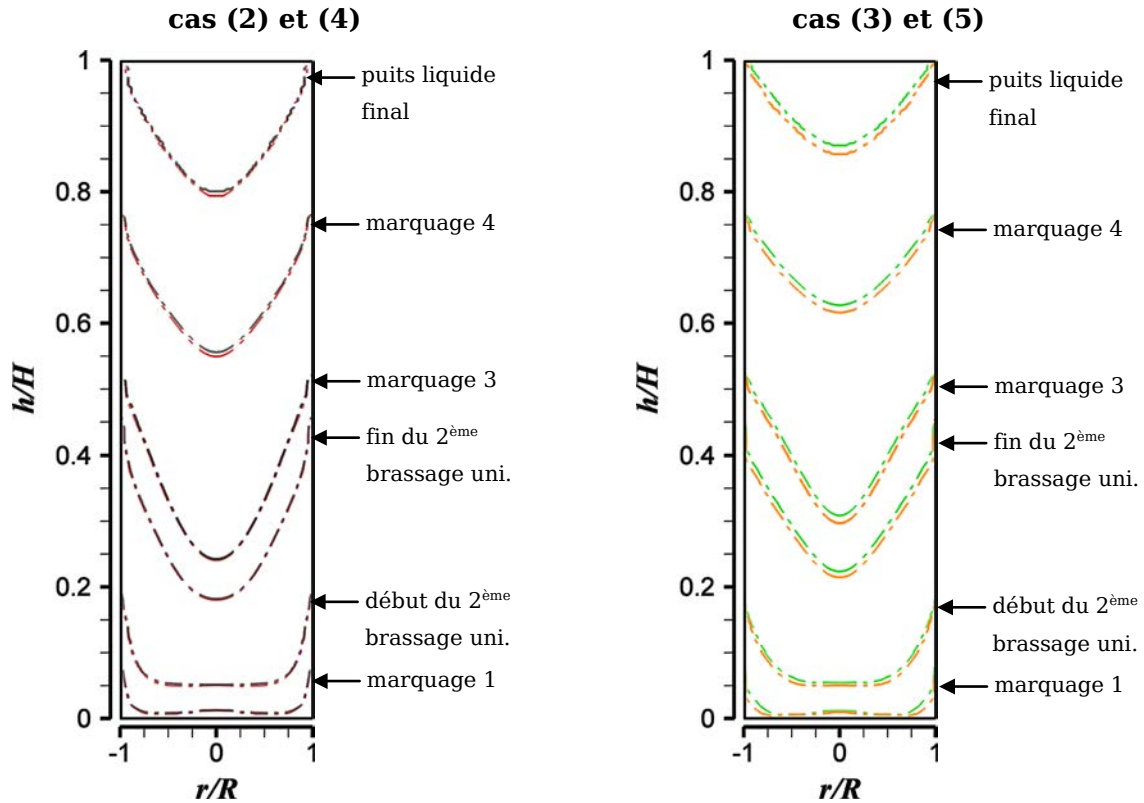 cas (2) et (4)
1
0.8
0.6
0.4
0.2
0
h/H
-1
0
1
r/R
puits liquide
final
marquage 4
marquage 3
fin du 2ème
brassage uni.
début du 2ème
brassage uni.
marquage 1
cas (3) et (5)
1
0.8
0.6
0.4
0.2
0
h/H
-1
0
1
r/R
puits liquide
final
marquage 4
marquage 3
fin du 2ème
brassage uni.
début du 2ème
brassage uni.
marquage 1